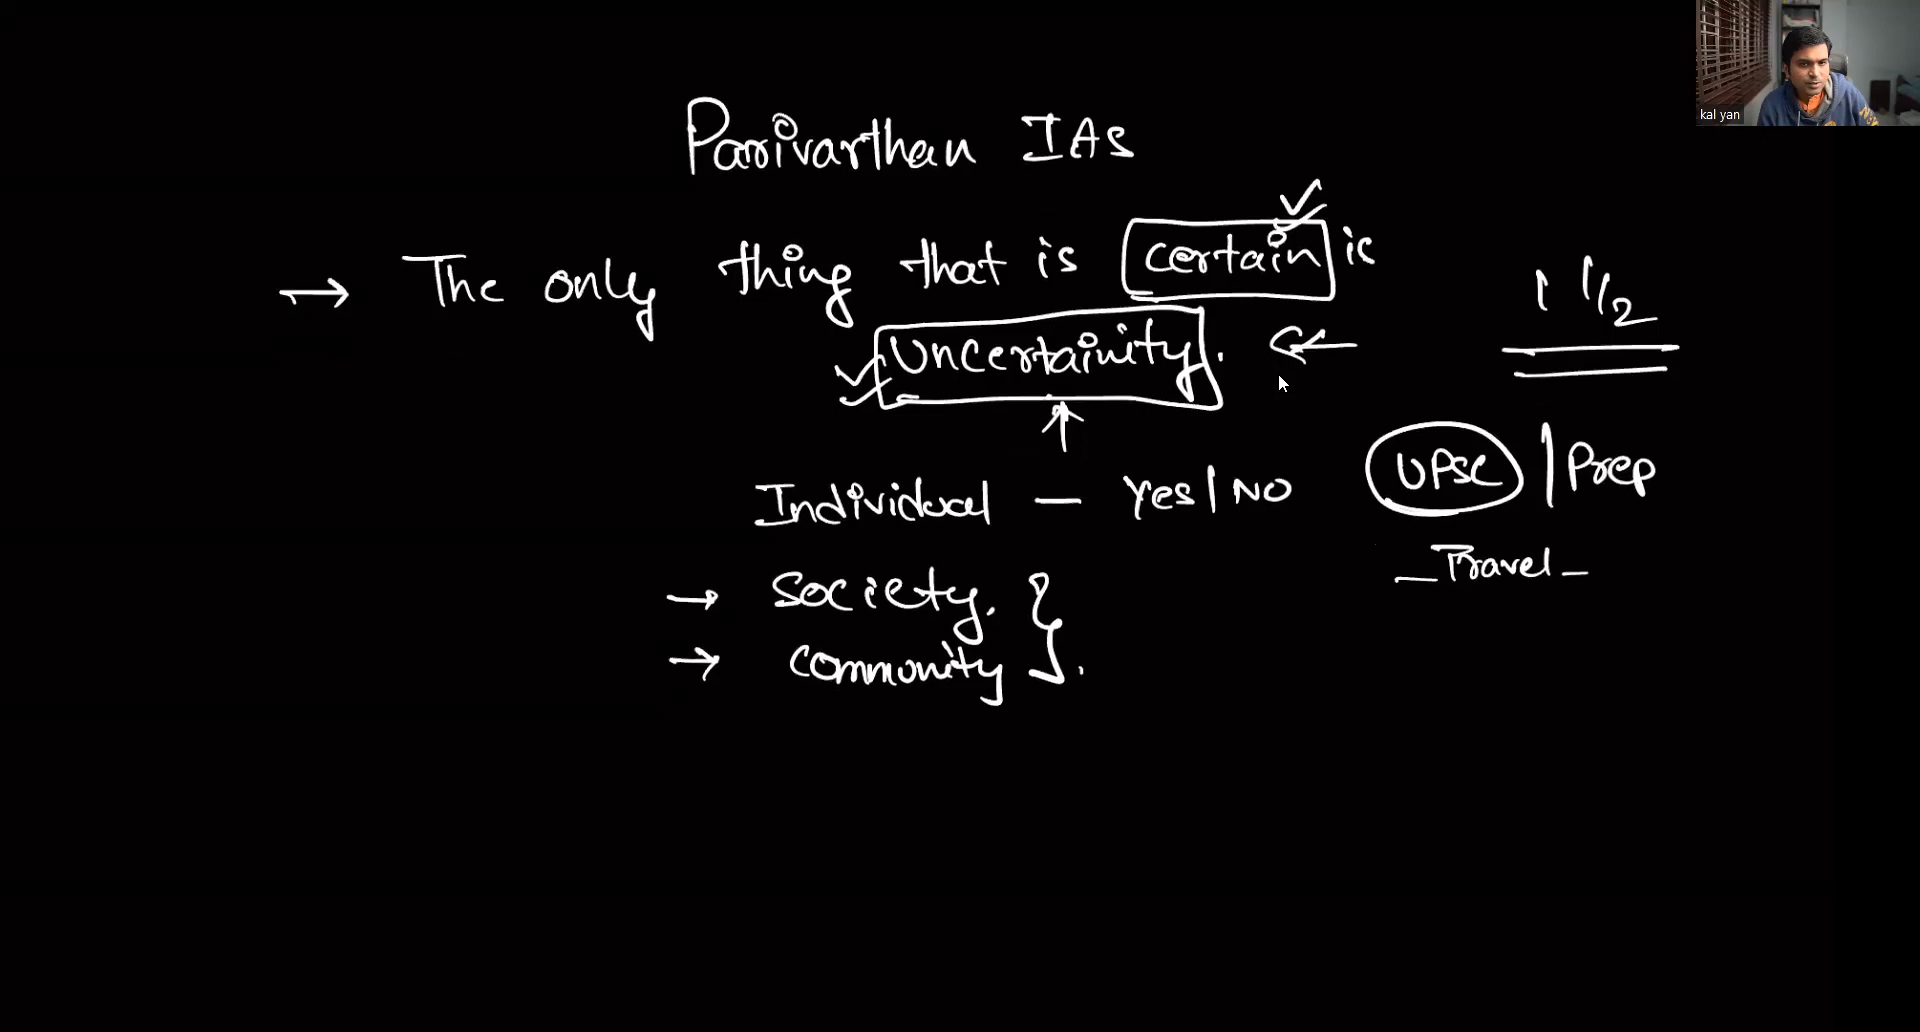 Parivarthan IAS
→ The only thing that is certain is
Uncertainity.
1 1/2
UPSC | Prep
Individual — Yes | NO
_ Travel _
→ Society.
→ Community
kal yan